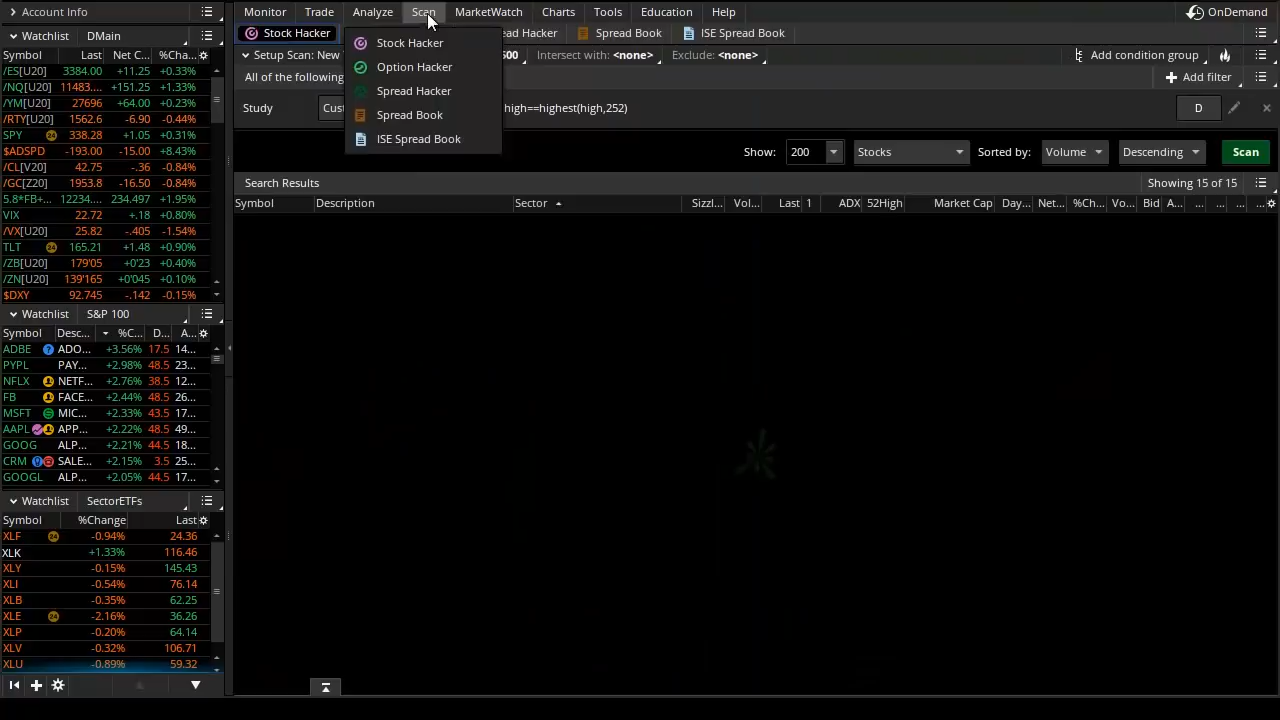 Account Info
Monitor Trade Analyze Scan MarketWatch Charts Tools Education Help OnDemand
Stock Hacker ead Hacker Spread Book ISE Spread Book
Stock Hacker
Option Hacker
Spread Hacker
Spread Book
ISE Spread Book
Setup Scan: New 500 Intersect with: <none> Exclude: <none> Add condition group
All of the following Add filter
Study Cust high==highest(high,252) D
Show: 200 Stocks Sorted by: Volume Descending Scan
Search Results Showing 15 of 15
Symbol Description Sector Sizzl... Vol... Last 1 ADX 52High Market Cap Day... Net... %Ch... Vo... Bid A... ... ... ... ...
Watchlist DMain
Symbol Last Net C... %Cha...
/ES[U20] 3384.00 +11.25 +0.33%
/NQ[U20] 11483.... +151.25 +1.33%
/YM[U20] 27696 +64.00 +0.23%
/RTY[U20] 1562.6 -6.90 -0.44%
SPY 24 338.28 +1.05 +0.31%
$ADSPD -193.00 -15.00 +8.43%
/CL[V20] 42.75 -.36 -0.84%
/GC[Z20] 1953.8 -16.50 -0.84%
5.8*FB+... 12234.... 234.497 +1.95%
VIX 22.72 +.18 +0.80%
/VX[U20] 25.82 -.405 -1.54%
TLT 24 165.21 +1.48 +0.90%
/ZB[U20] 179'05 +0'23 +0.40%
/ZN[U20] 139'165 +0'045 +0.10%
$DXY 92.745 -.142 -0.15%
Watchlist S&P 100
Symbol Desc... %C... D... A...
ADBE ADO... +3.56% 17.5 14...
PYPL PAY... +2.98% 48.5 23...
NFLX NETF... +2.76% 38.5 12...
FB FACE... +2.44% 48.5 26...
MSFT MIC... +2.33% 43.5 17...
AAPL APP... +2.22% 48.5 49...
GOOG ALP... +2.21% 44.5 18...
CRM SALE... +2.15% 3.5 25...
GOOGL ALP... +2.05% 44.5 17...
Watchlist SectorETFs
Symbol %Change Last
XLF 24 -0.94% 24.36
XLK +1.33% 116.46
XLY -0.15% 145.43
XLI -0.54% 76.14
XLB -0.35% 62.25
XLE 24 -2.16% 36.26
XLP -0.20% 64.14
XLV -0.32% 106.71
XLU -0.89% 59.32